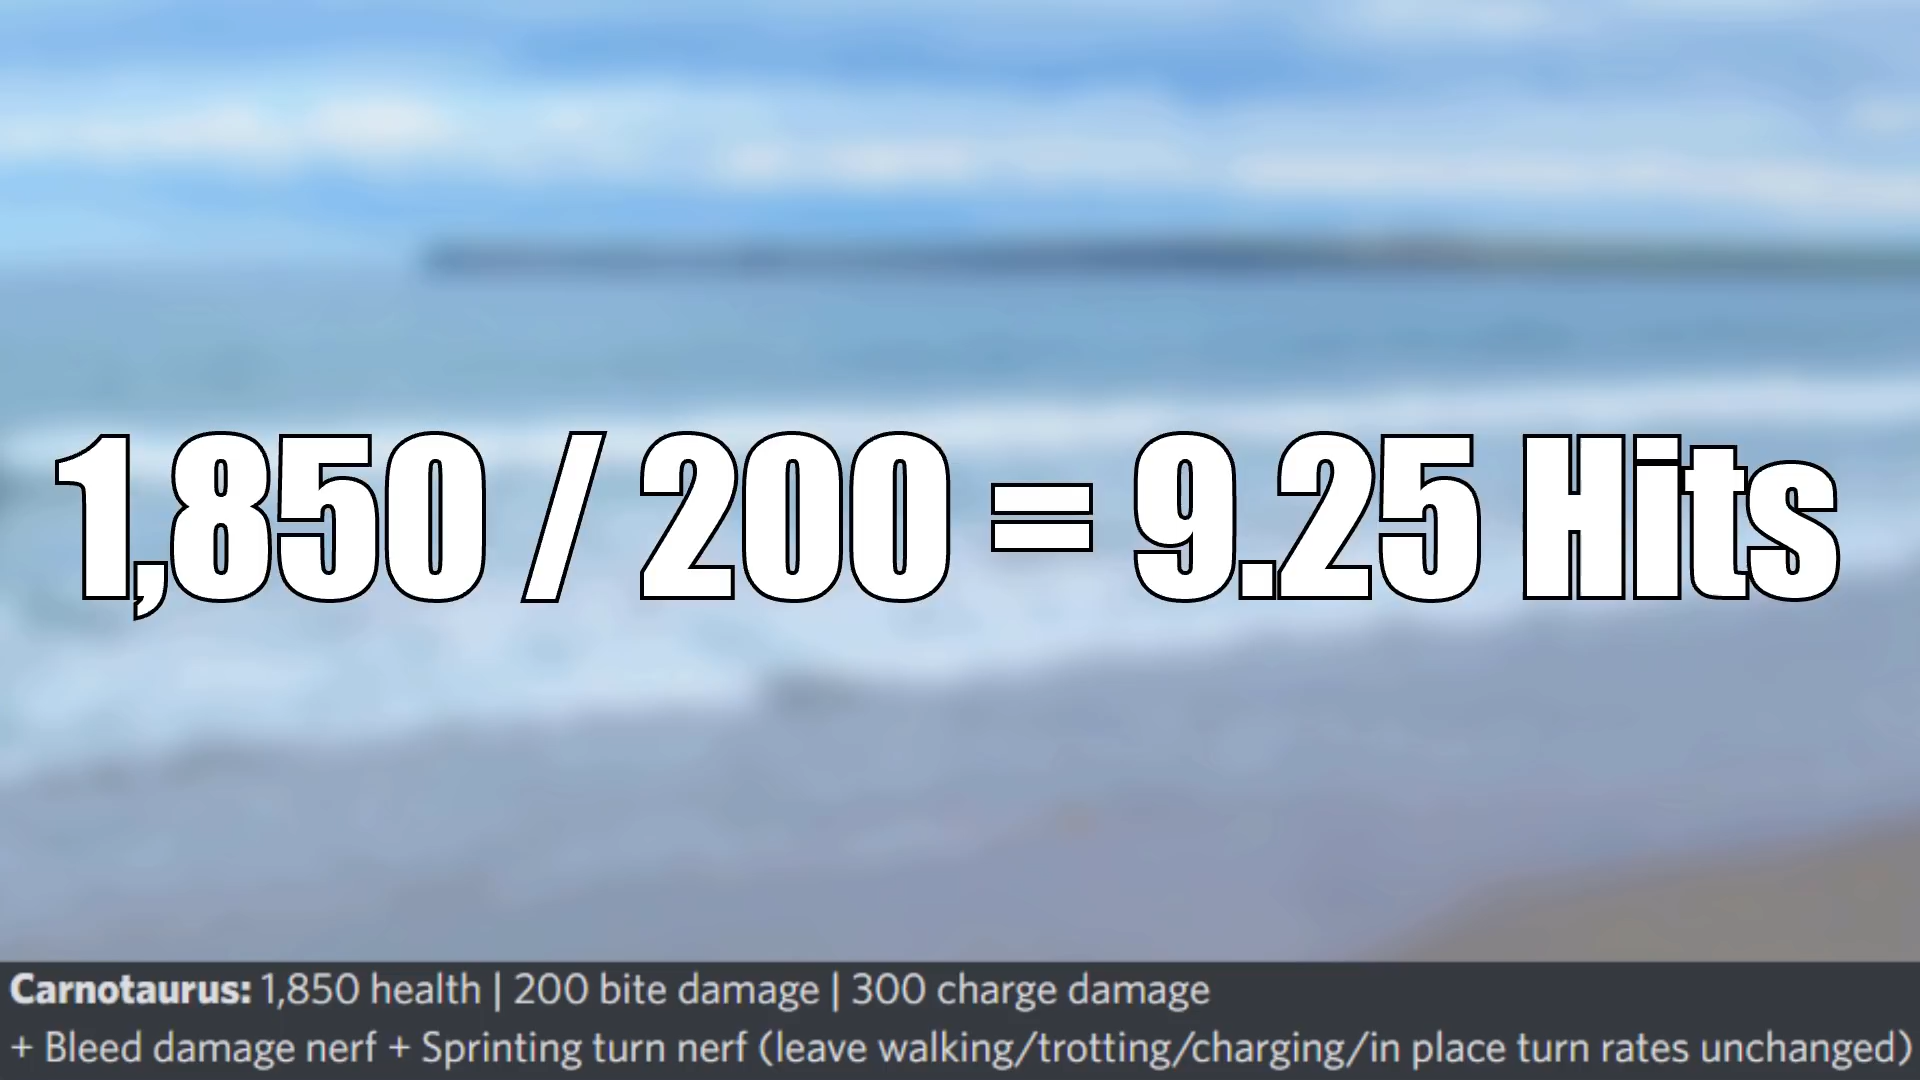 1,850 / 200 = 9.25 Hits
Carnotaurus: 1,850 health | 200 bite damage | 300 charge damage
+ Bleed damage nerf + Sprinting turn nerf (leave walking/trotting/charging/in place turn rates unchanged)